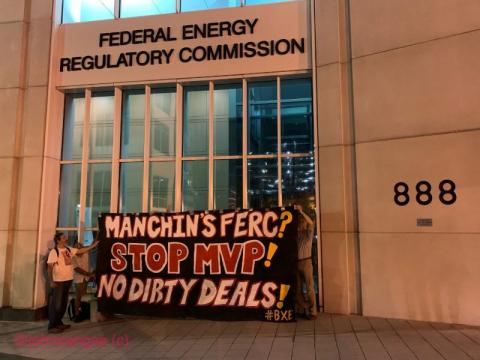 FEDERAL ENERGY
REGULATORY COMMISSION
888
MANCHIN'S FERC?
STOP MVP!
NO DIRTY DEALS!
#BXE